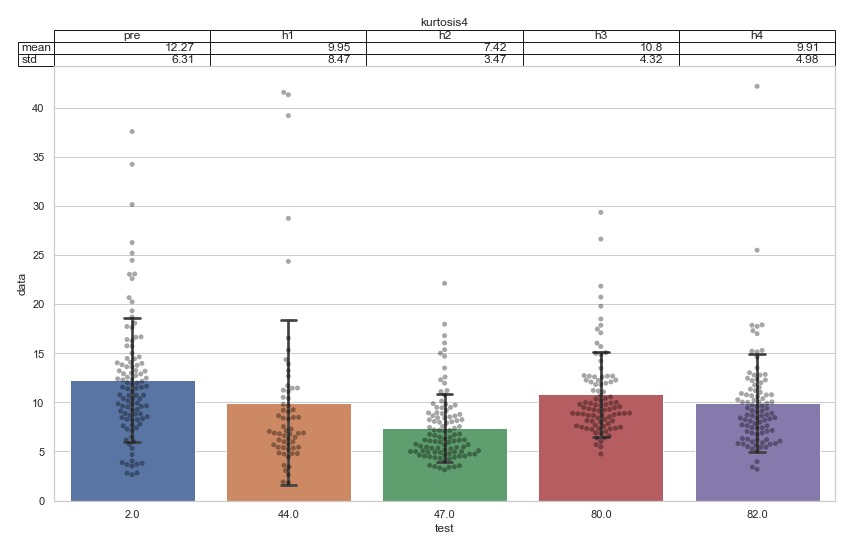 kurtosis4
pre h1 h2 h3 h4
mean 12.27 9.95 7.42 10.8 9.91
std 6.31 8.47 3.47 4.32 4.98
40
35
30
25
20
15
10
5
0
data
2.0 44.0 47.0 80.0 82.0
test